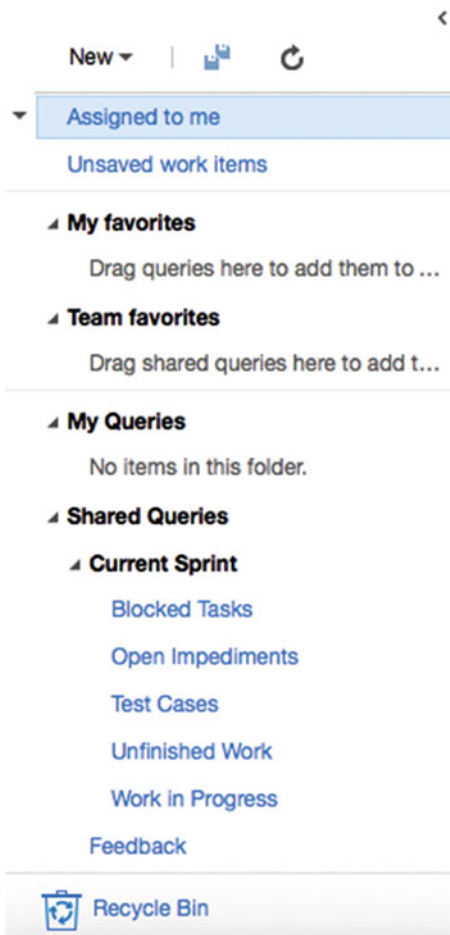 New
Assigned to me
Unsaved work items
My favorites
Drag queries here to add them to ...
Team favorites
Drag shared queries here to add t...
My Queries
No items in this folder.
Shared Queries
Current Sprint
Blocked Tasks
Open Impediments
Test Cases
Unfinished Work
Work in Progress
Feedback
Recycle Bin